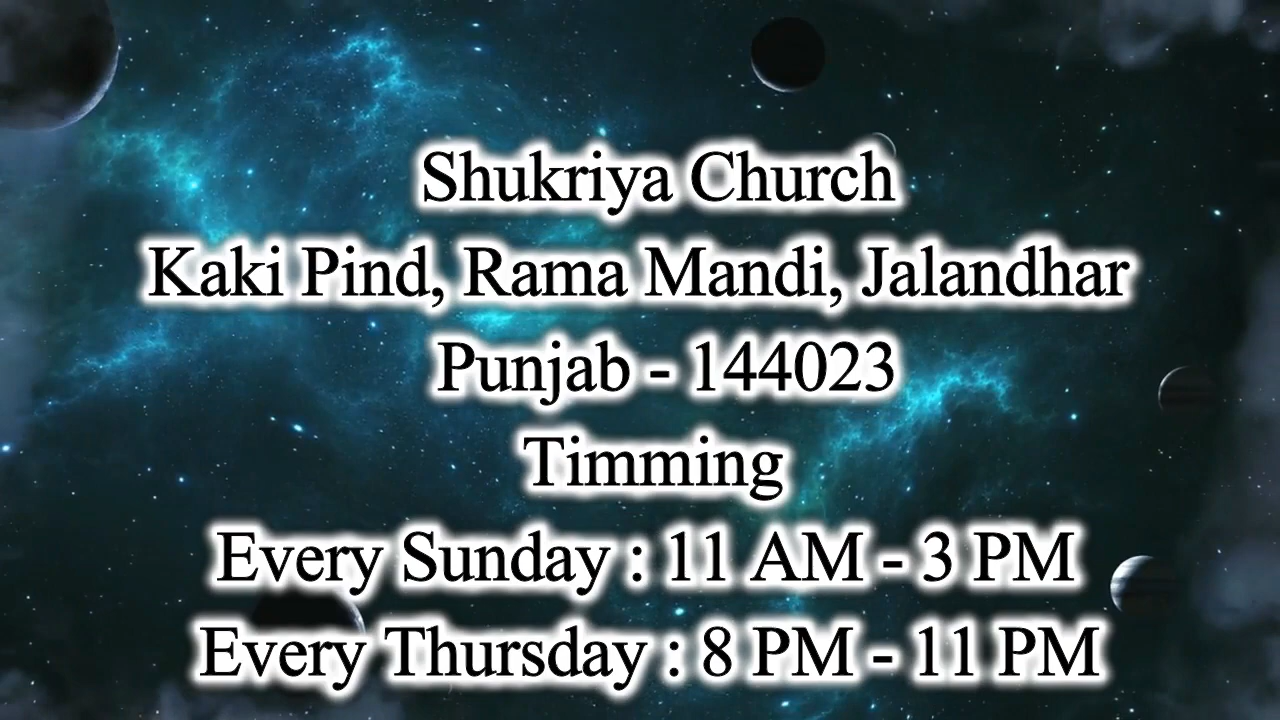 Shukriya Church
Kaki Pind, Rama Mandi, Jalandhar
Punjab - 144023
Timming
Every Sunday : 11 AM - 3 PM
Every Thursday : 8 PM - 11 PM